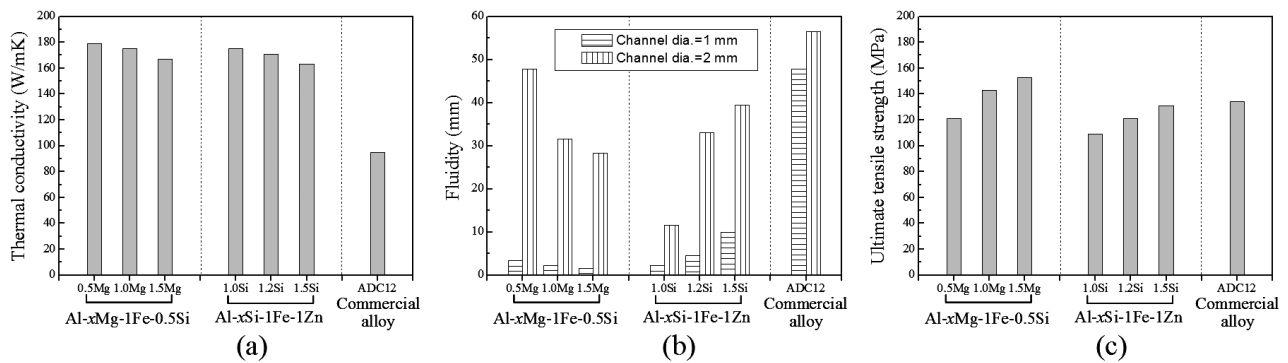 Thermal conductivity (W/mK)
200
180
160
140
120
100
80
60
40
20
0
0.5Mg 1.0Mg 1.5Mg
1.0Si 1.2Si 1.5Si
ADC12
Al-xMg-1Fe-0.5Si
Al-xSi-1Fe-1Zn
Commercial
alloy
(a)
Fluidity (mm)
60
50
40
30
20
10
0
Channel dia.=1 mm
Channel dia.=2 mm
0.5Mg 1.0Mg 1.5Mg
1.0Si 1.2Si 1.5Si
ADC12
Al-xMg-1Fe-0.5Si
Al-xSi-1Fe-1Zn
Commercial
alloy
(b)
Ultimate tensile strength (MPa)
200
180
160
140
120
100
80
60
40
20
0
0.5Mg 1.0Mg 1.5Mg
1.0Si 1.2Si 1.5Si
ADC12
Al-xMg-1Fe-0.5Si
Al-xSi-1Fe-1Zn
Commercial
alloy
(c)